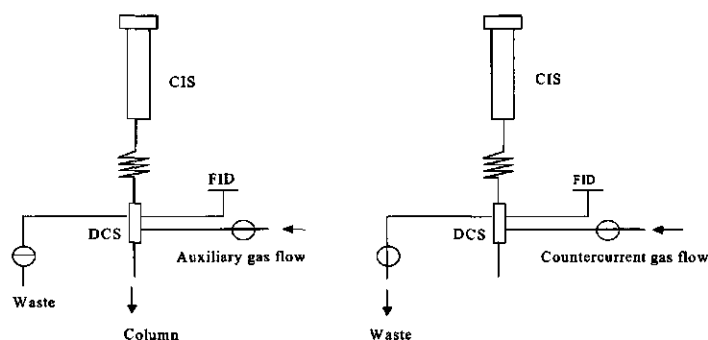 CIS
FID
DCS
Auxiliary gas flow
Waste
Column
CIS
FID
DCS
Countercurrent gas flow
Waste